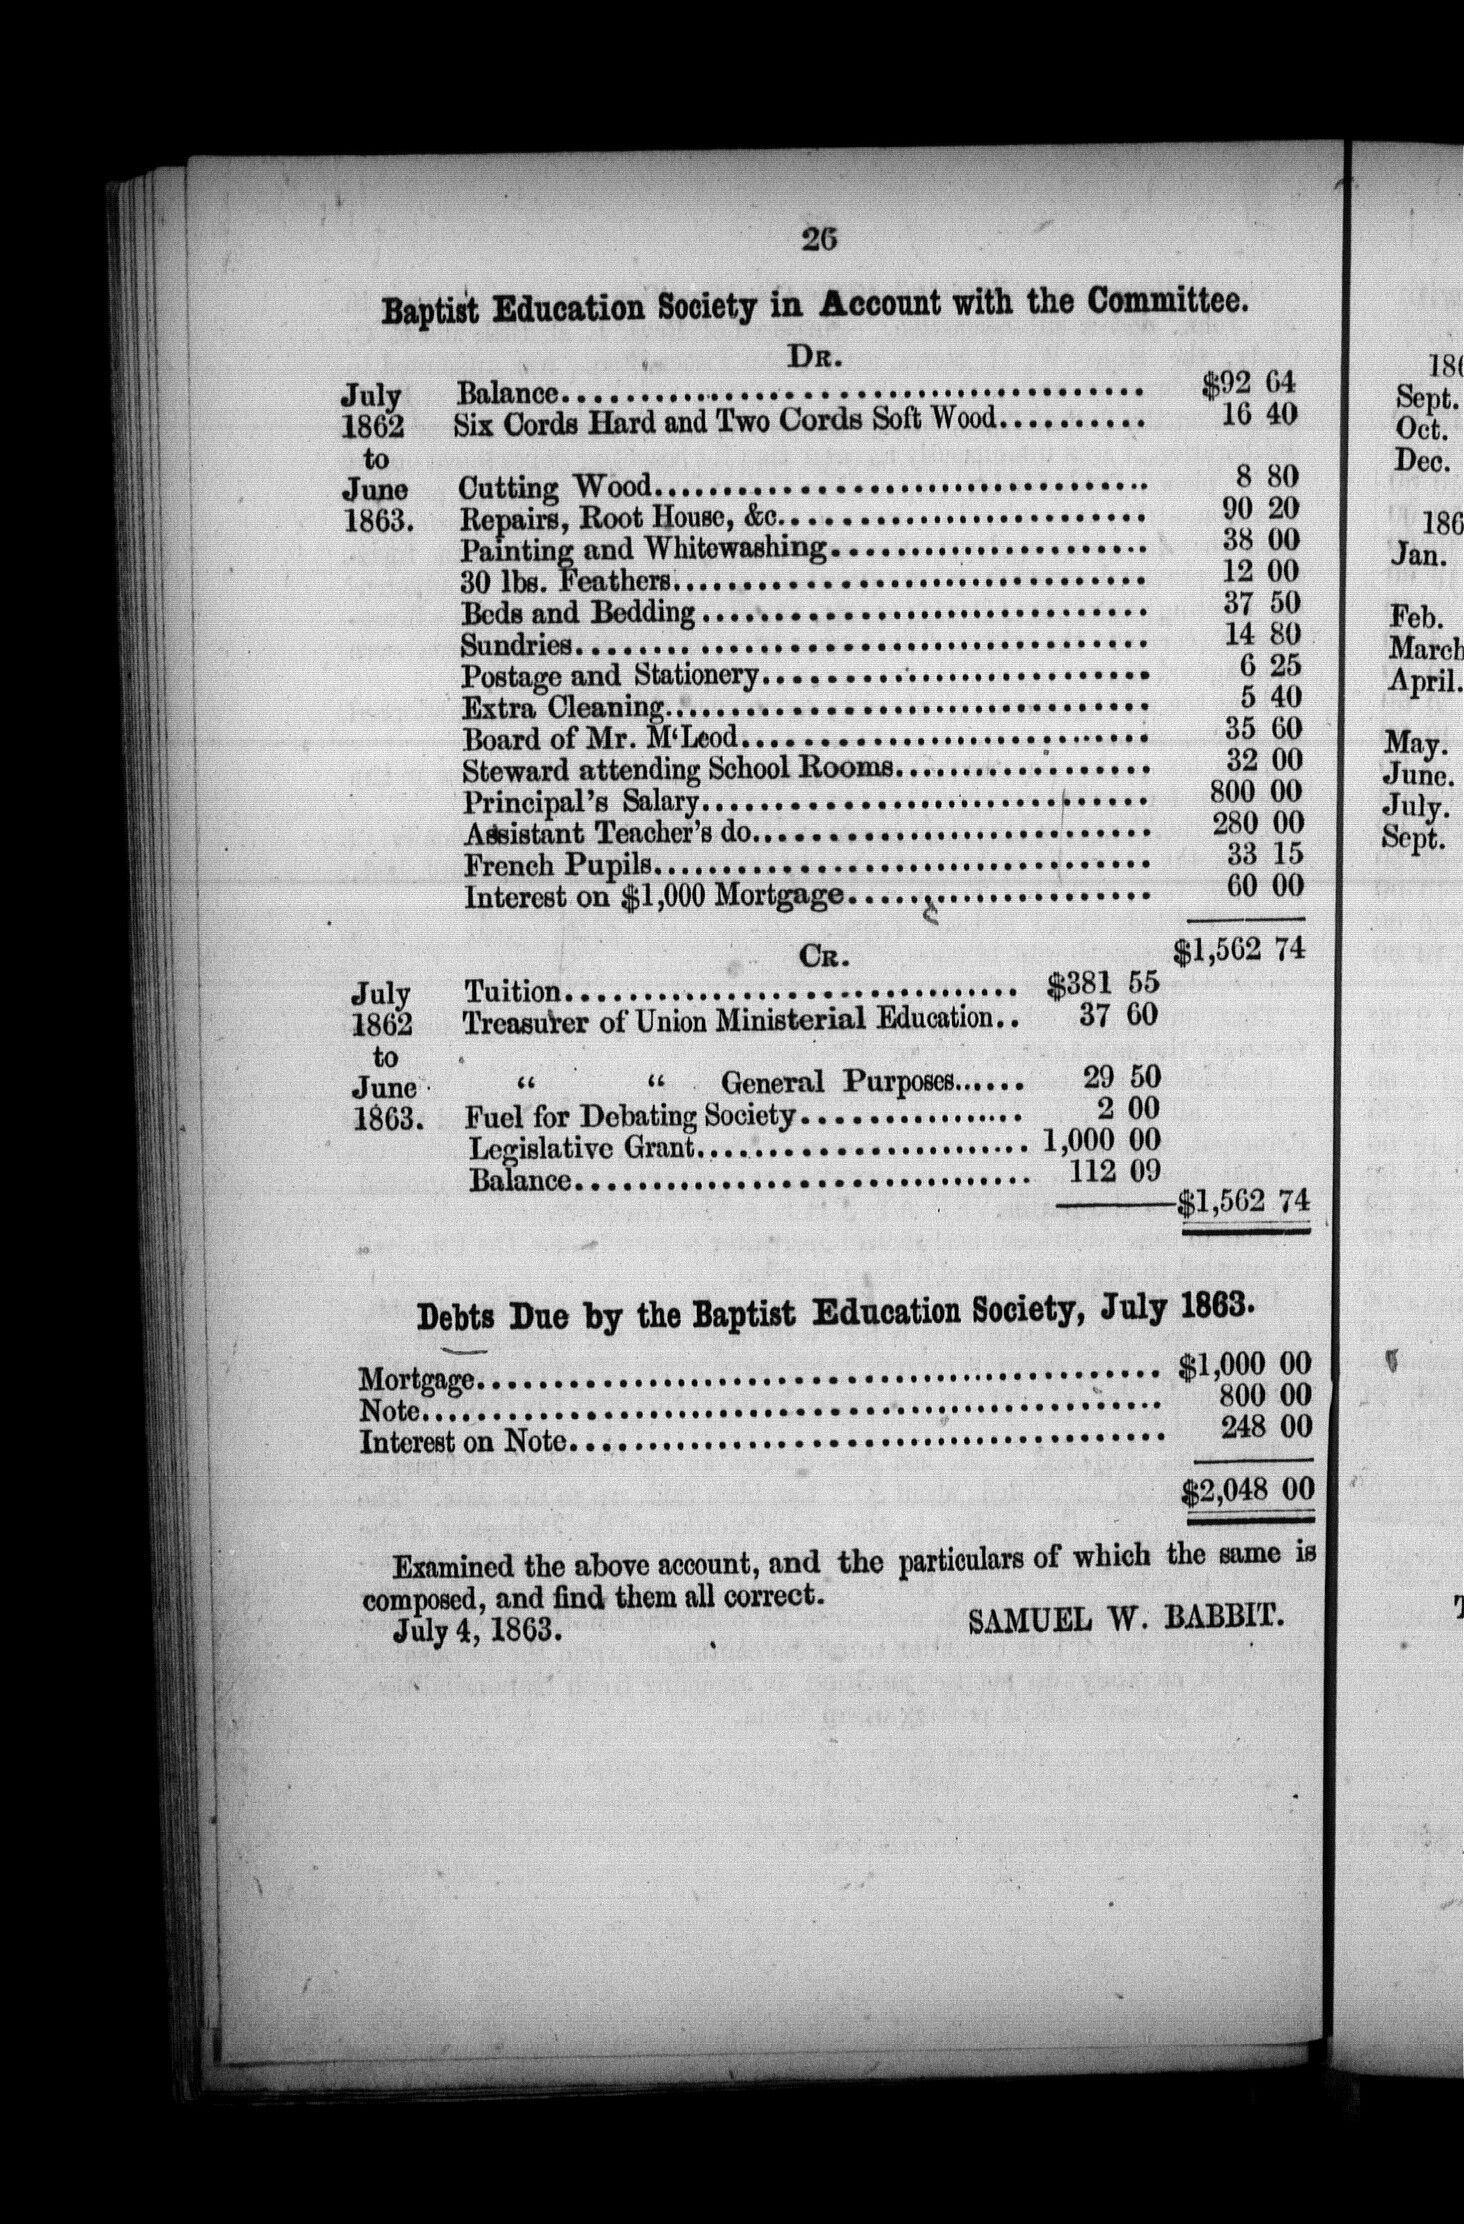 26
Baptist Education Society in Account with the Committee.
DR.
July Balance........................................ $92 64
1862 Six Cords Hard and Two Cords Soft Wood.......... 16 40
to
June Cutting Wood.................................. 8 80
1863. Repairs, Root House, &c......................... 90 20
Painting and Whitewashing...................... 38 00
30 lbs. Feathers................................ 12 00
Beds and Bedding.............................. 37 50
Sundries....................................... 14 80
Postage and Stationery.......................... 6 25
Extra Cleaning................................. 5 40
Board of Mr. M‘Leod............................ 35 60
Steward attending School Rooms.................. 32 00
Principal's Salary.............................. 800 00
Assistant Teacher's do........................... 280 00
French Pupils.................................. 33 15
Interest on $1,000 Mortgage..................... 60 00
$1,562 74
CR.
July Tuition............................... $381 55
1862 Treasurer of Union Ministerial Education.. 37 60
to
June “ “ General Purposes...... 29 50
1863. Fuel for Debating Society................ 2 00
Legislative Grant....................... 1,000 00
Balance............................... 112 09
$1,562 74
Debts Due by the Baptist Education Society, July 1863.
Mortgage.............................................. $1,000 00
Note.................................................. 800 00
Interest on Note........................................ 248 00
$2,048 00
Examined the above account, and the particulars of which the same is
composed, and find them all correct.
July 4, 1863. SAMUEL W. BABBIT.
186
Sept.
Oct.
Dec.
186
Jan.
Feb.
March
April.
May.
June.
July.
Sept.